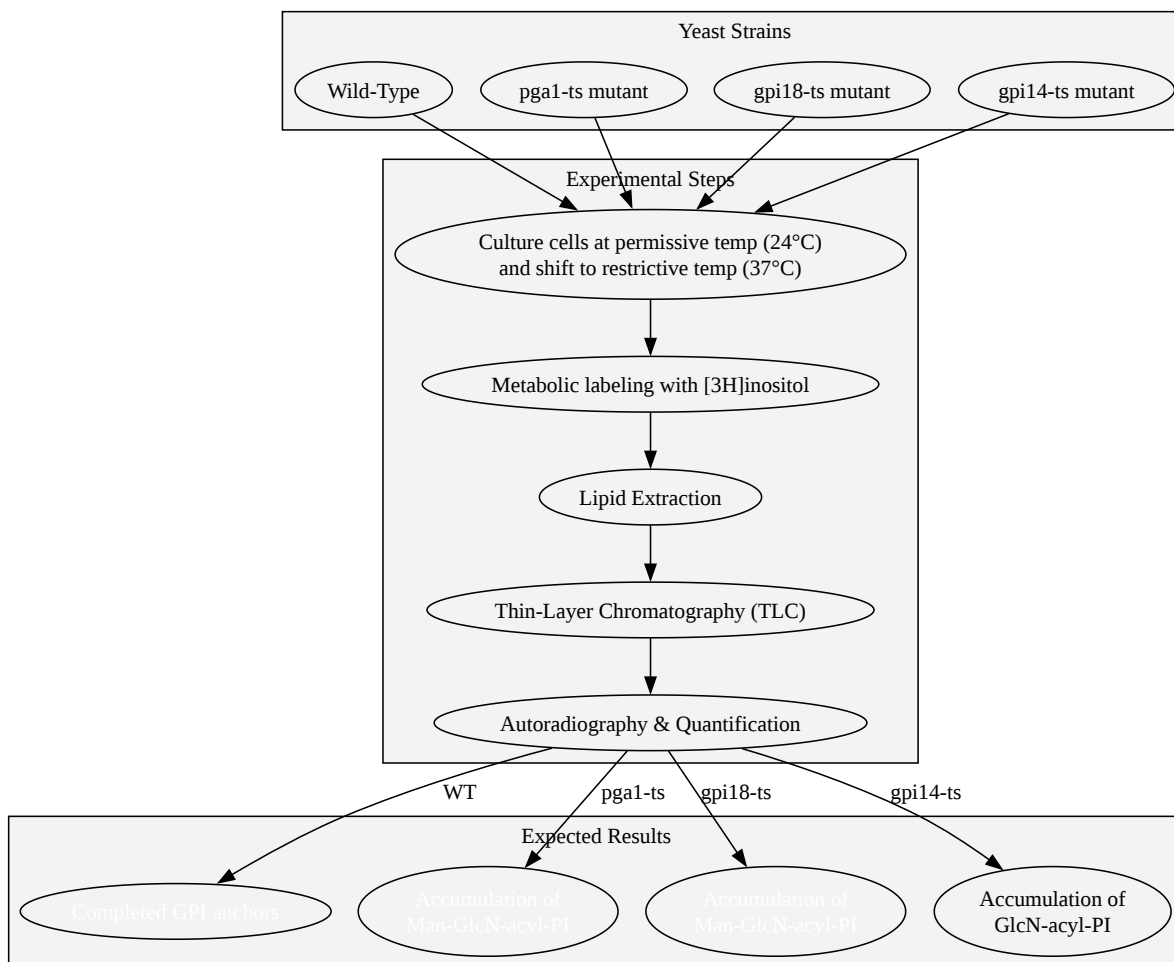 Yeast Strains
Wild-Type
pga1-ts mutant
gpi18-ts mutant
gpi14-ts mutant
Experimental Steps
Culture cells at permissive temp (24°C)
and shift to restrictive temp (37°C)
Metabolic labeling with [3H]inositol
Lipid Extraction
Thin-Layer Chromatography (TLC)
Autoradiography & Quantification
WT
pga1-ts
gpi18-ts
gpi14-ts
Expected Results
Completed GPI anchors
Accumulation of
Man-GlcN-acyl-PI
Accumulation of
Man-GlcN-acyl-PI
Accumulation of
GlcN-acyl-PI